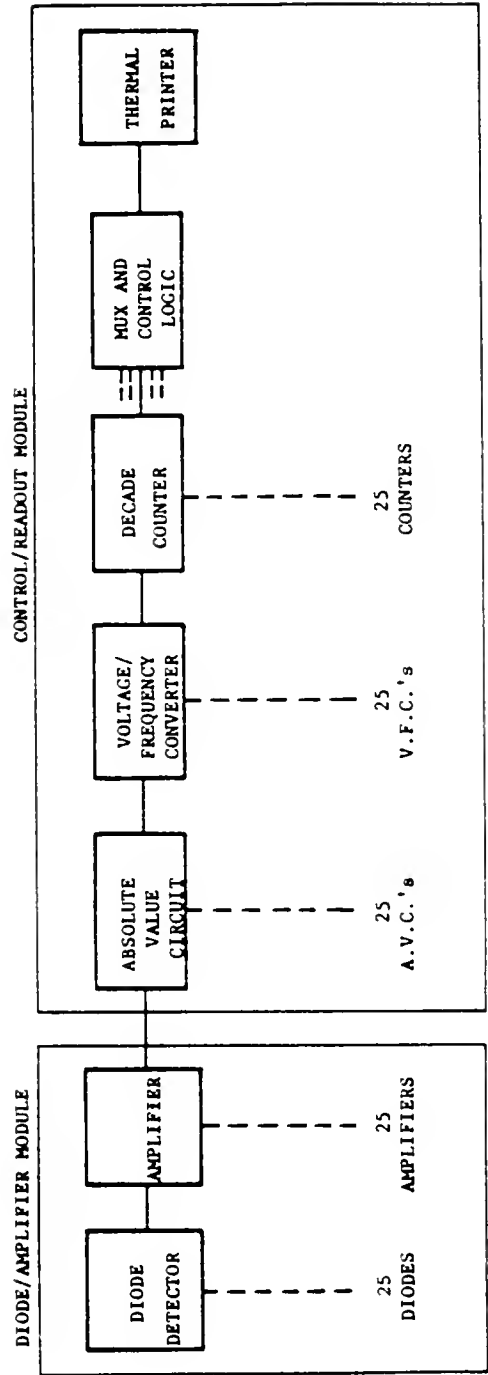 DIODE/AMPLIFIER MODULE
DIODE
DETECTOR
AMPLIFIER
25
DIODES
25
AMPLIFIERS
CONTROL/READOUT MODULE
ABSOLUTE
VALUE
CIRCUIT
VOLTAGE/
FREQUENCY
CONVERTER
DECADE
COUNTER
MUX AND
CONTROL
LOGIC
THERMAL
PRINTER
25
A.V.C.'s
25
V.F.C.'s
25
COUNTERS